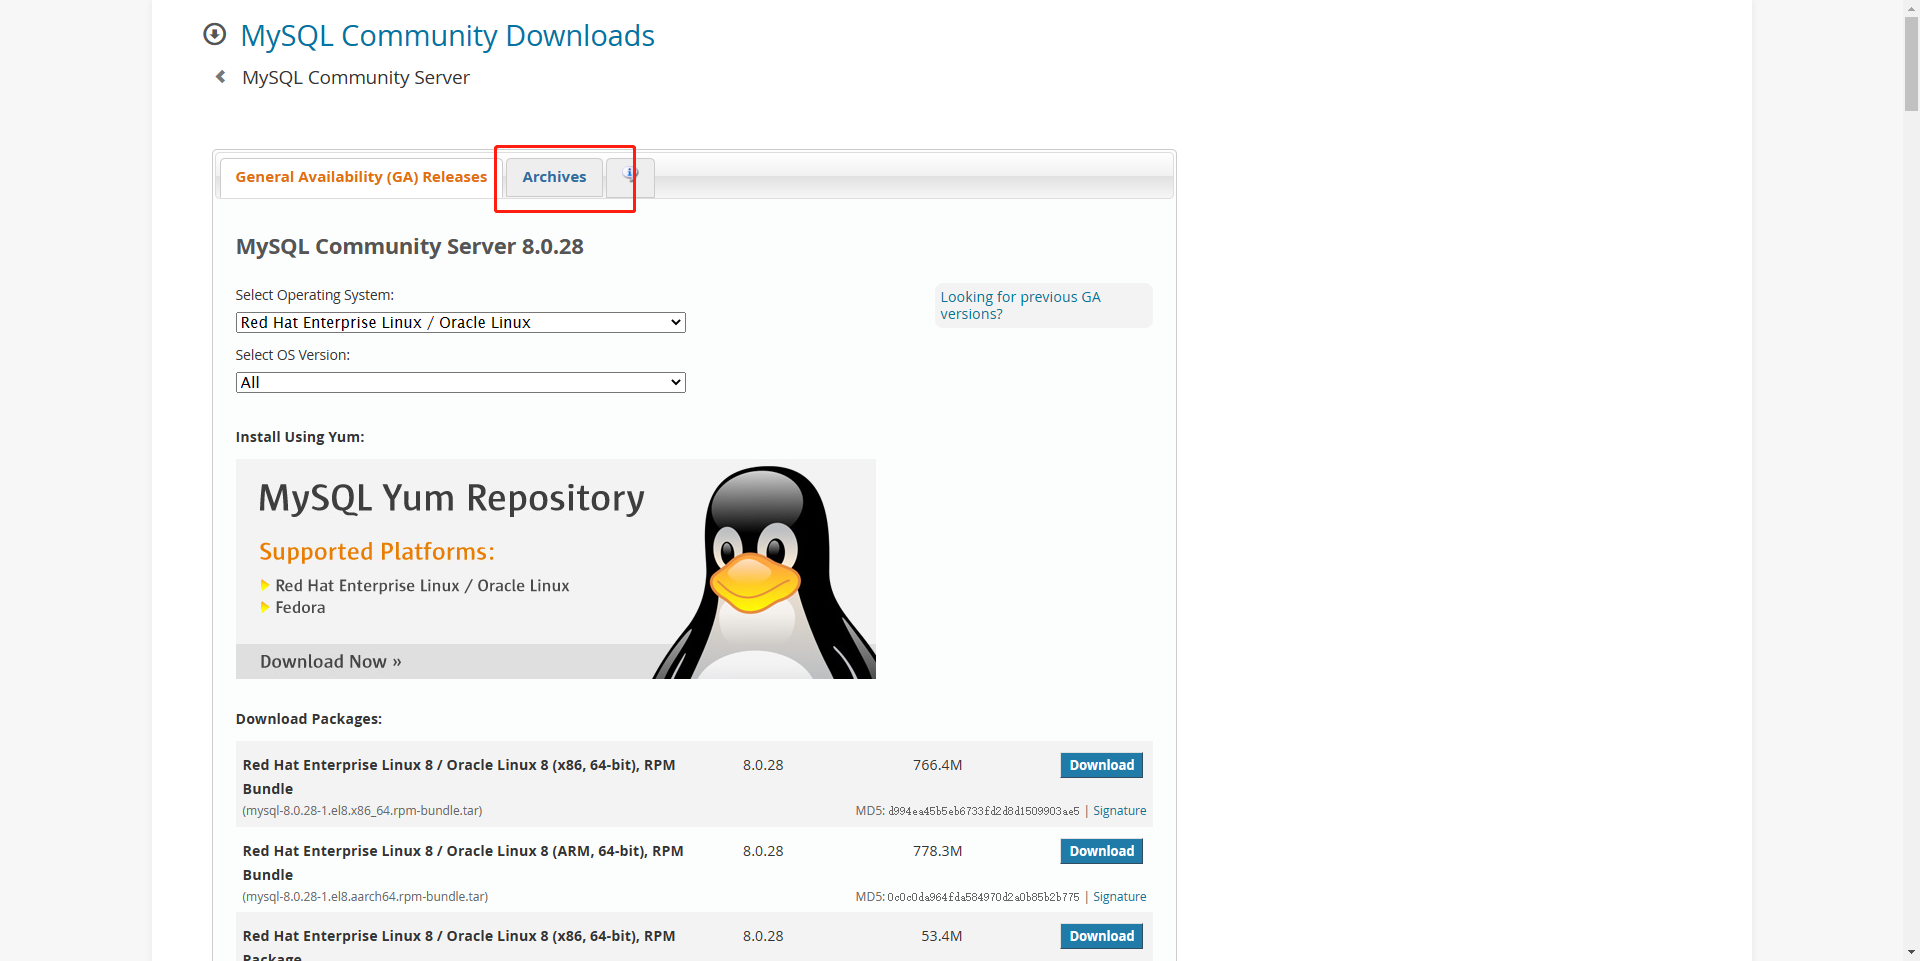 MySQL Community Downloads
MySQL Community Server
General Availability (GA) Releases
Archives
MySQL Community Server 8.0.28
Select Operating System:
Looking for previous GA
versions?
Red Hat Enterprise Linux / Oracle Linux
Select OS Version:
All
Install Using Yum:
MySQL Yum Repository
Supported Platforms:
Red Hat Enterprise Linux / Oracle Linux
Fedora
Download Now »
Download Packages:
Red Hat Enterprise Linux 8 / Oracle Linux 8 (x86, 64-bit), RPM
Bundle
8.0.28
766.4M
Download
(mysql-8.0.28-1.el8.x86_64.rpm-bundle.tar)
MD5: d994ea45b5eb6733fd2d8d1509903ae5 | Signature
Red Hat Enterprise Linux 8 / Oracle Linux 8 (ARM, 64-bit), RPM
Bundle
8.0.28
778.3M
Download
(mysql-8.0.28-1.el8.aarch64.rpm-bundle.tar)
MD5: 0c0c0da964fda584970d2a0b85b2b775 | Signature
Red Hat Enterprise Linux 8 / Oracle Linux 8 (x86, 64-bit), RPM
Package
8.0.28
53.4M
Download